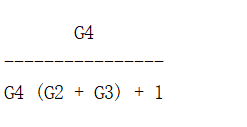 G4
----------------
G4 (G2 + G3) + 1